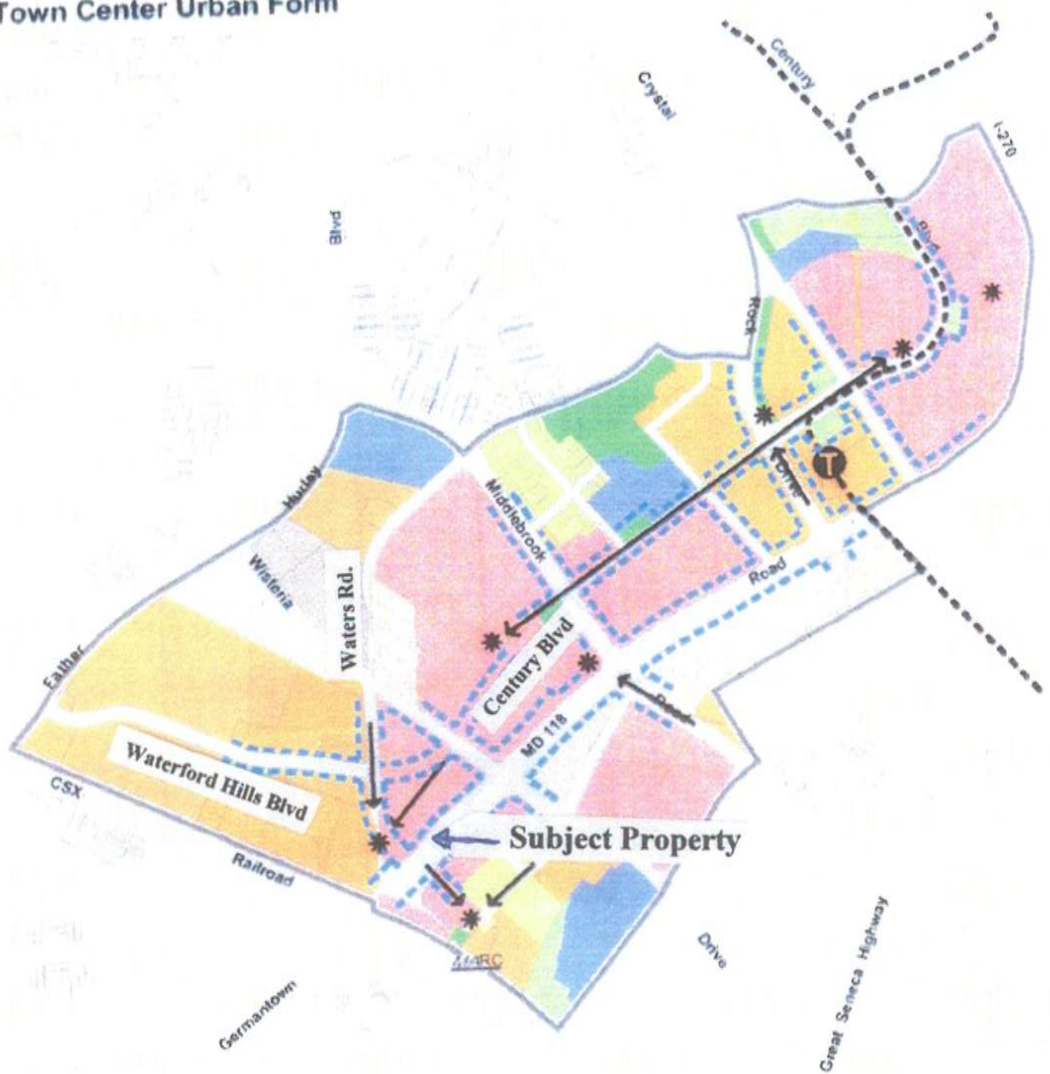 Town Center Urban Form
Century
Crystal
I-270
Blvd
Blvd
Rock
Hurley
Middlebrook
Drive
T
Wisteria
Waters Rd.
Road
Century Blvd
Father
MD 118
Waterford Hills Blvd
CSX
Subject Property
Railroad
MARC
Drive
Germantown
Great Seneca Highway